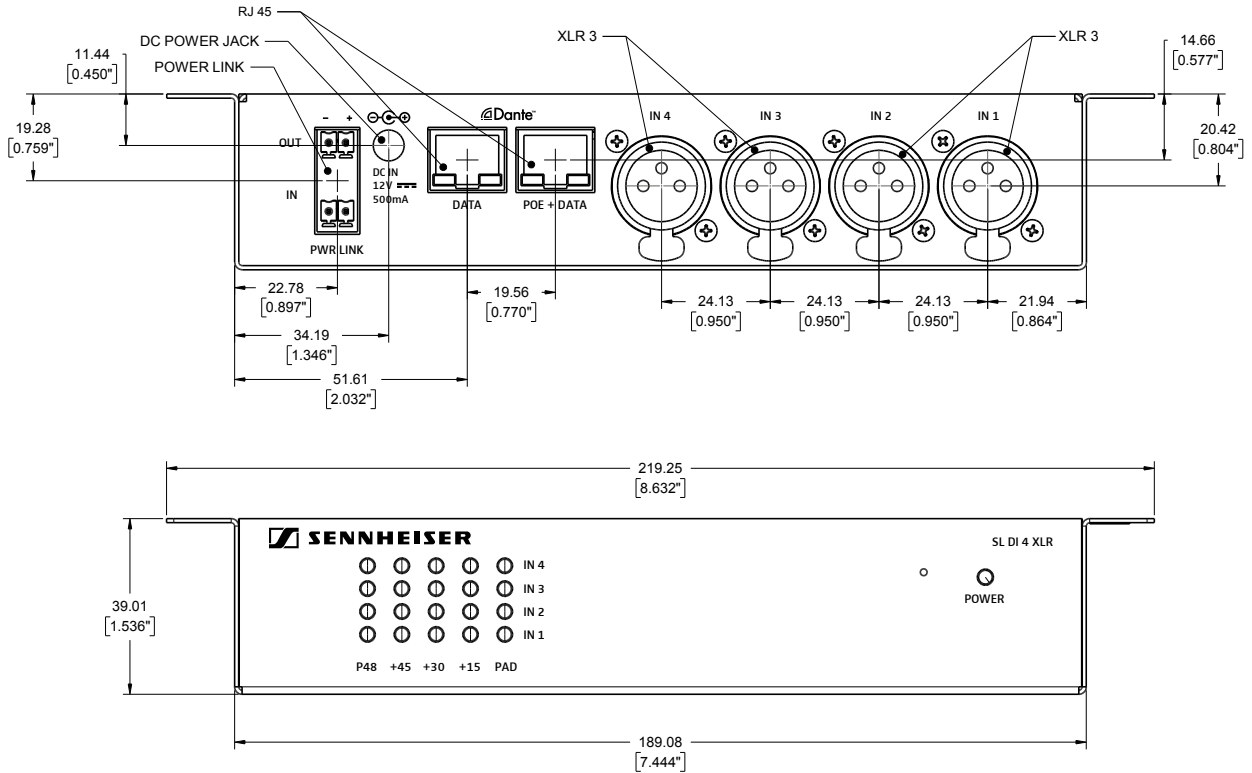 RJ 45
DC POWER JACK
POWER LINK
XLR 3
XLR 3
11.44
[0.450"]
14.66
[0.577"]
19.28
[0.759"]
20.42
[0.804"]
- +
OUT
IN
PWR LINK
DC IN
12V
500mA
Dante™
DATA
POE + DATA
IN 4
IN 3
IN 2
IN 1
22.78
[0.897"]
34.19
[1.346"]
51.61
[2.032"]
19.56
[0.770"]
24.13
[0.950"]
24.13
[0.950"]
24.13
[0.950"]
21.94
[0.864"]
219.25
[8.632"]
SENNHEISER
SL DI 4 XLR
IN 4
IN 3
IN 2
IN 1
P48 +45 +30 +15 PAD
POWER
39.01
[1.536"]
189.08
[7.444"]